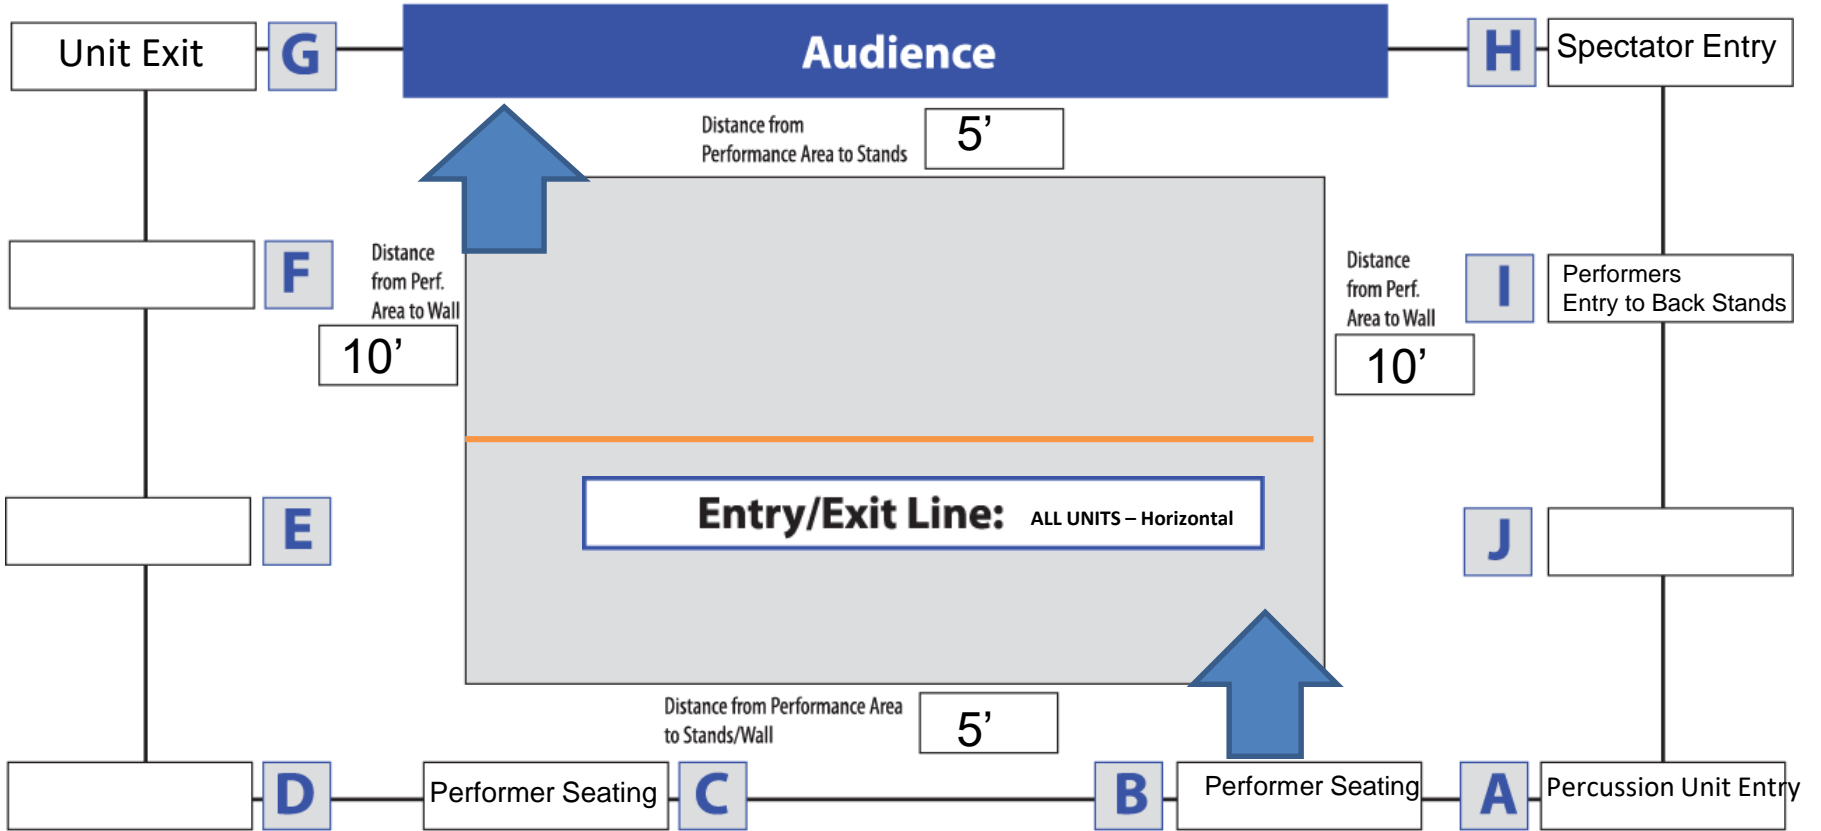 Unit Exit
G
Audience
H
Spectator Entry
Distance from
Performance Area to Stands
5’
F
Distance
from Perf.
Area to Wall
10’
Distance
from Perf.
Area to Wall
10’
I
Performers
Entry to Back Stands
E
Entry/Exit Line: ALL UNITS – Horizontal
J
Distance from Performance Area
to Stands/Wall
5’
D
Performer Seating
C
B
Performer Seating
A
Percussion Unit Entry